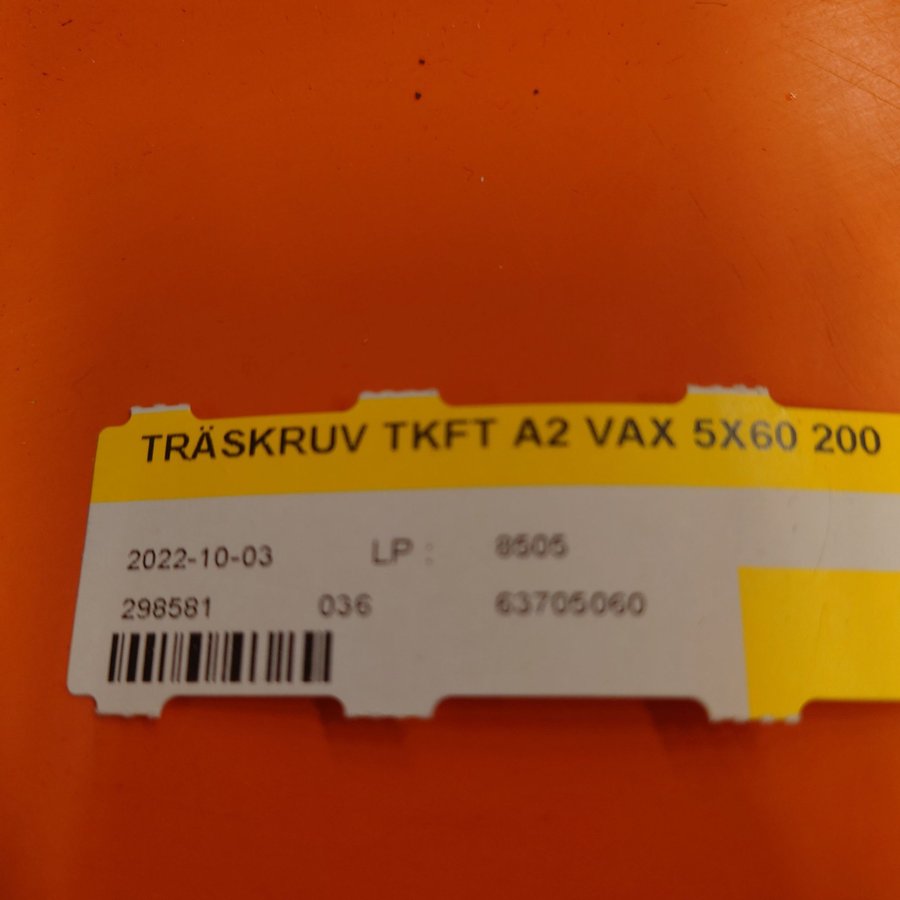 TRÄSKRUV TKFT A2 VAX 5X60 200
2022-10-03 LP : 8505
298581 036 63705060